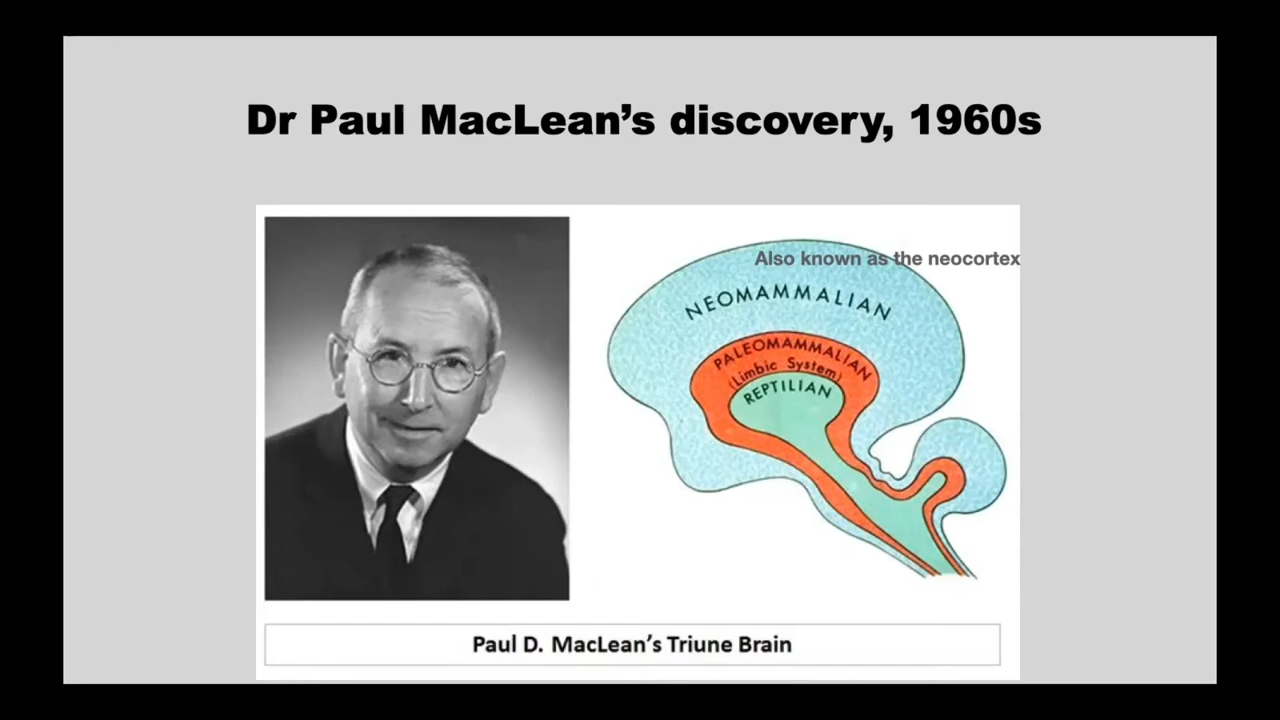 Dr Paul MacLean’s discovery, 1960s
Also known as the neocortex
NEOMAMMALIAN
PALEOMAMMALIAN
(Limbic System)
REPTILIAN
Paul D. MacLean’s Triune Brain